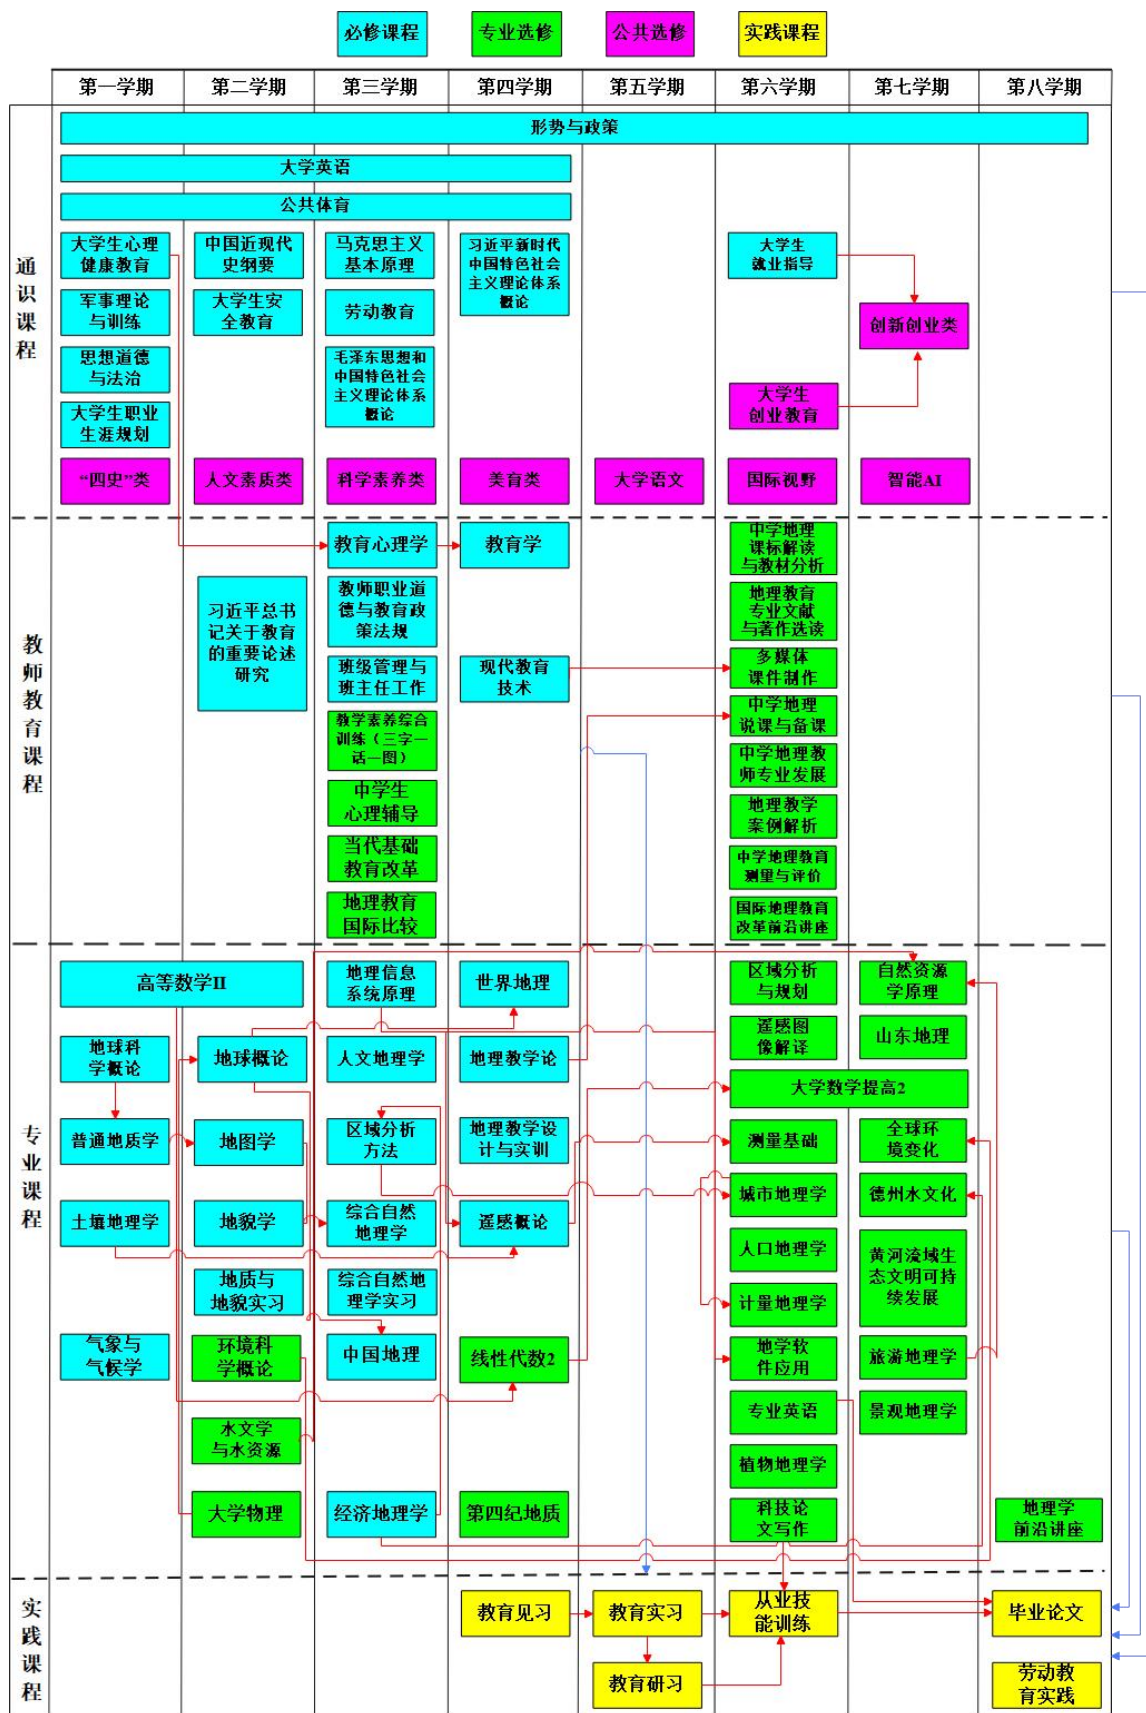 必修课程
专业选修
公共选修
实践课程
第一学期
第二学期
第三学期
第四学期
第五学期
第六学期
第七学期
第八学期
通识课程
形势与政策
大学英语
公共体育
大学生心理
健康教育
中国近现代
史纲要
马克思主义
基本原理
习近平新时代
中国特色社会
主义理论体系
概论
大学生
就业指导
军事理论
与训练
大学生安
全教育
劳动教育
创新创业类
思想道德
与法治
毛泽东思想和
中国特色社会
主义理论体系
概论
大学生
创业教育
大学生职业
生涯规划
“四史”类
人文素质类
科学素养类
美育类
大学语文
国际视野
智能AI
教师教育课程
教育心理学
教育学
中学地理
课标解读
与教材分析
习近平总书
记关于教育
的重要论述
研究
教师职业道
德与教育政
策法规
地理教育
专业文献
与著作选读
班级管理与
班主任工作
现代教育
技术
多媒体
课件制作
教学素养综合
训练（三字一
话一图）
中学地理
说课与备课
中学地理教
师专业发展
中学生
心理辅导
地理教学
案例解析
当代基础
教育改革
中学地理教育
测量与评价
地理教育
国际比较
国际地理教育
改革前沿讲座
专业课程
高等数学II
地理信息
系统原理
世界地理
区域分析
与规划
自然资源
学原理
地球科
学概论
地球概论
人文地理学
地理教学论
遥感图
像解译
山东地理
大学数学提高2
普通地质学
地图学
区域分析
方法
地理教学设
计与实训
测量基础
全球环
境变化
城市地理学
德州水文化
土壤地理学
地貌学
综合自然
地理学
遥感概论
人口地理学
黄河流域生
态文明可持
续发展
地质与
地貌实习
综合自然地
理学实习
计量地理学
气象与
气候学
环境科
学概论
中国地理
线性代数2
地学软
件应用
旅游地理学
专业英语
景观地理学
水文学
与水资源
植物地理学
大学物理
经济地理学
第四纪地质
科技论
文写作
地理学
前沿讲座
实践课程
教育见习
教育实习
从业技
能训练
毕业论文
教育研习
劳动教
育实践